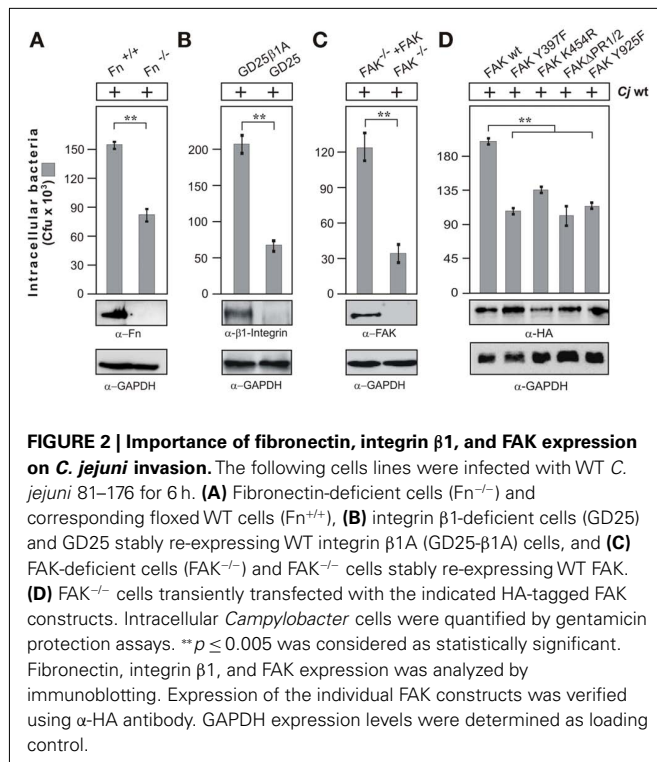 A B C D
Fn+/+ Fn-/- GD25β1A GD25 FAK-/- +FAK FAK-/- FAK wt FAK Y397F FAK K454R FAKΔPR1/2 FAK Y925F
+ + + + + + + + + + + Cj wt
** ** ** **
Intracellular bacteria
(Cfu x 10³)
150
120
90
60
30
0
200
150
100
50
0
120
90
60
30
0
180
135
90
45
0
α–Fn α-β1-Integrin α–FAK α-HA
α–GAPDH α–GAPDH α–GAPDH α-GAPDH
FIGURE 2 | Importance of fibronectin, integrin β1, and FAK expression
on C. jejuni invasion. The following cells lines were infected with WT C.
jejuni 81–176 for 6 h. (A) Fibronectin-deficient cells (Fn−/−) and
corresponding floxed WT cells (Fn+/+), (B) integrin β1-deficient cells (GD25)
and GD25 stably re-expressing WT integrin β1A (GD25-β1A) cells, and (C)
FAK-deficient cells (FAK−/−) and FAK−/− cells stably re-expressing WT FAK.
(D) FAK−/− cells transiently transfected with the indicated HA-tagged FAK
constructs. Intracellular Campylobacter cells were quantified by gentamicin
protection assays. **p ≤ 0.005 was considered as statistically significant.
Fibronectin, integrin β1, and FAK expression was analyzed by
immunoblotting. Expression of the individual FAK constructs was verified
using α-HA antibody. GAPDH expression levels were determined as loading
control.